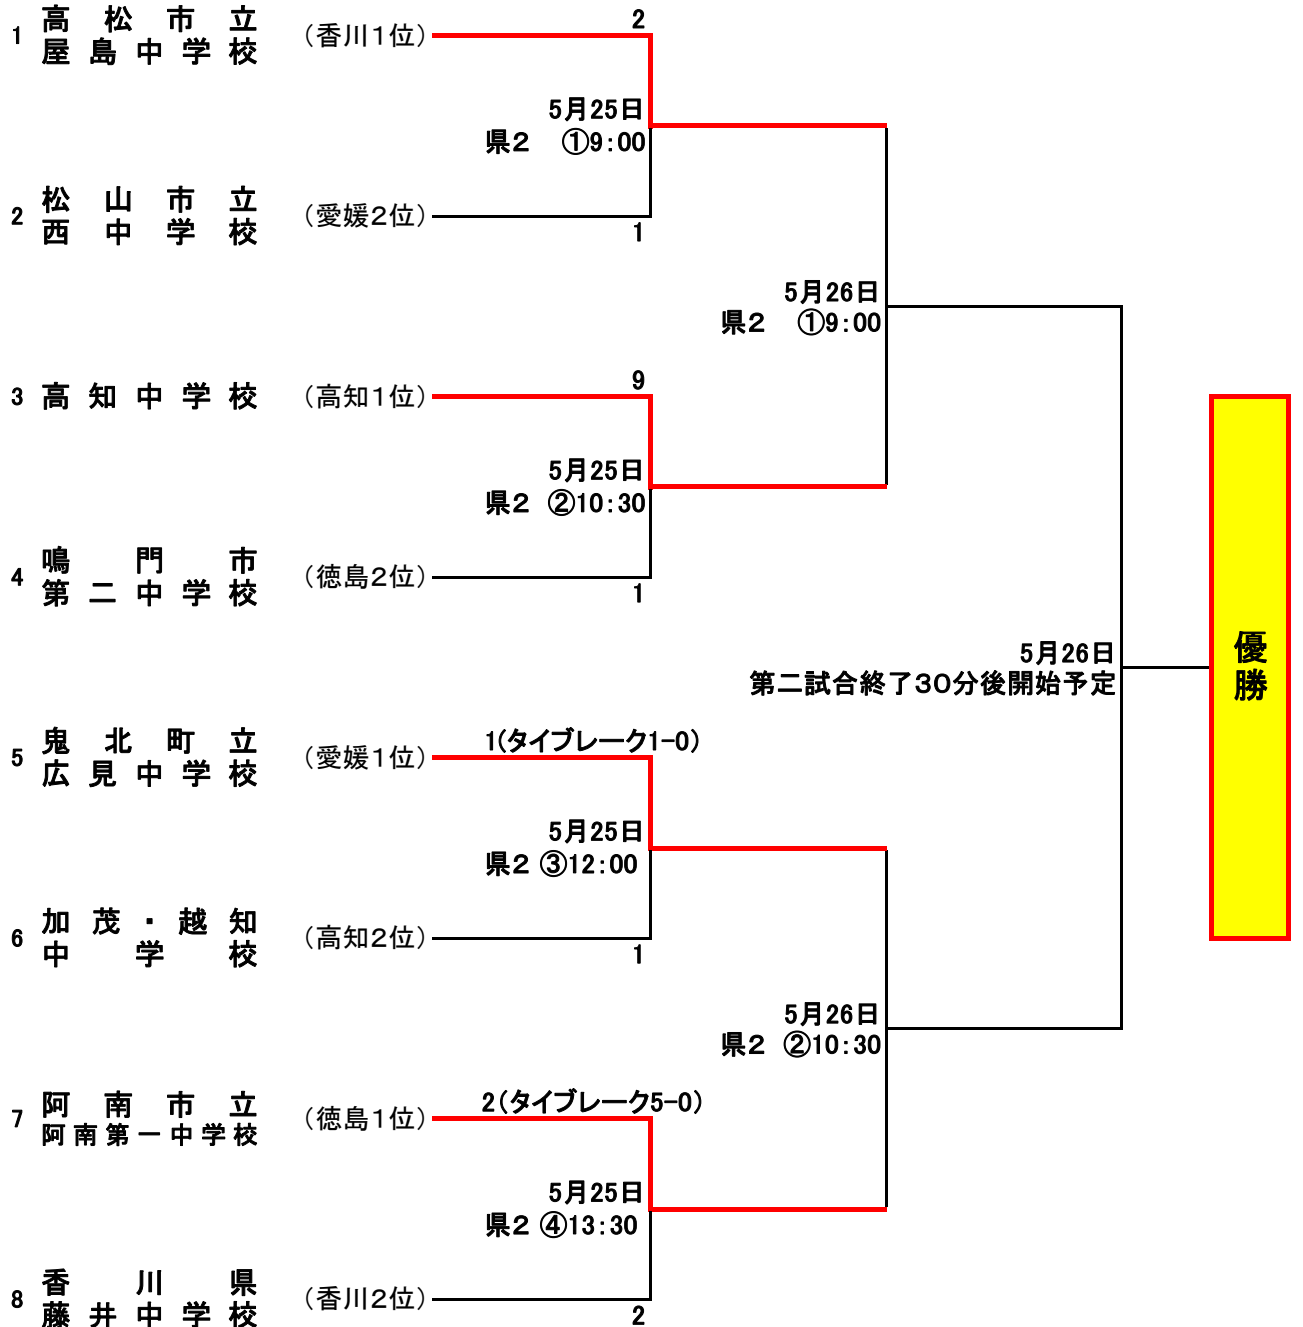 1 高松市立 屋島中学校 （香川１位） 2
5月25日
県２ ①9：00
2 松山市立 西中学校 （愛媛２位）
1
5月26日
県２ ①9：00
3 高知中学校 （高知１位） 9
5月25日
県２ ②10：30
4 鳴門市 第二中学校 （徳島２位）
1
5月26日
第二試合終了３０分後開始予定
優勝
5 鬼北町立 広見中学校 （愛媛１位） 1（タイブレーク1-0）
5月25日
県２ ③12：00
6 加茂・越知 中学校 （高知２位）
1
5月26日
県２ ②10：30
7 阿南市立 阿南第一中学校 （徳島１位） 2（タイブレーク5-0）
5月25日
県２ ④13：30
8 香川県 藤井中学校 （香川２位）
2